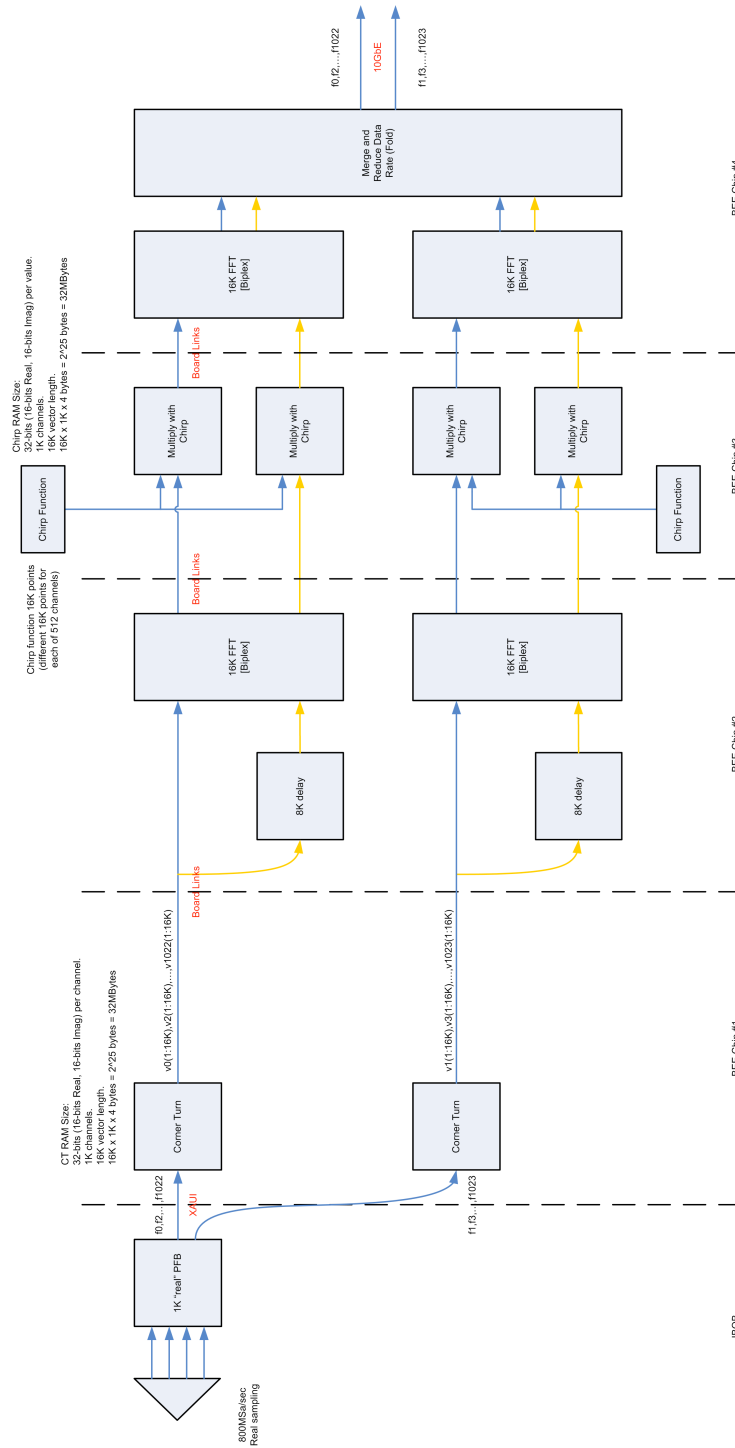 800MSa/sec
Real sampling
1K "real" PFB
f0,f2,...,f1022
XAUI
f1,f3,...,f1023
CT RAM Size:
32-bits (16-bits Real, 16-bits Imag) per channel.
1K channels.
16K vector length.
16K x 1K x 4 bytes = 2^25 bytes = 32MBytes
Corner Turn
Corner Turn
v0(1:16K),v2(1:16K),...,v1022(1:16K)
v1(1:16K),v3(1:16K),...,v1023(1:16K)
Board Links
8K delay
8K delay
16K FFT
[Biplex]
16K FFT
[Biplex]
Board Links
Chirp function 16K points
(different 16K points for
each of 512 channels)
Chirp Function
Chirp Function
Chirp RAM Size:
32-bits (16-bits Real, 16-bits Imag) per value.
1K channels.
16K vector length.
16K x 1K x 4 bytes = 2^25 bytes = 32MBytes
Multiply with
Chirp
Multiply with
Chirp
Multiply with
Chirp
Multiply with
Chirp
Board Links
16K FFT
[Biplex]
16K FFT
[Biplex]
Merge and
Reduce Data
Rate (Fold)
f0,f2,...,f1022
10GbE
f1,f3,...,f1023